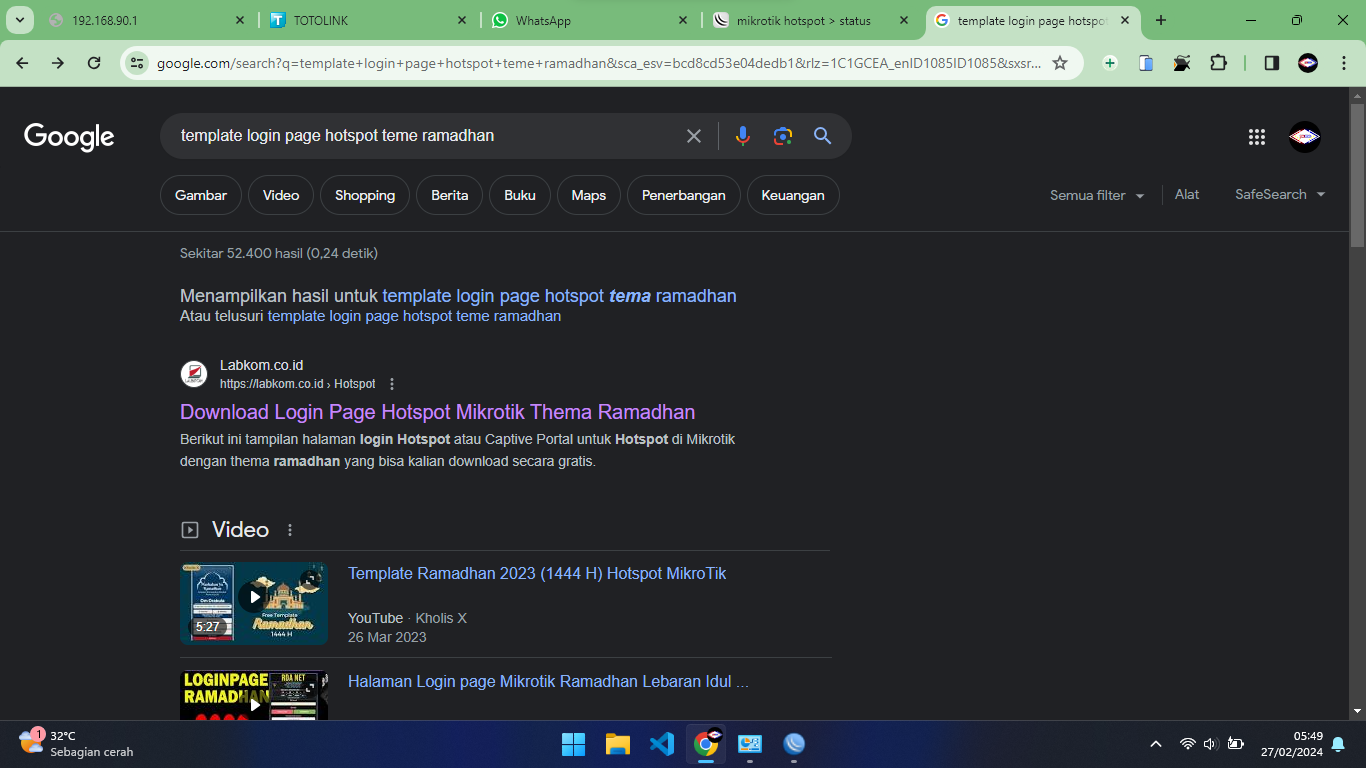 192.168.90.1
TOTOLINK
WhatsApp
mikrotik hotspot > status
template login page hotspot
google.com/search?q=template+login+page+hotspot+teme+ramadhan&sca_esv=bcd8cd53e04dedb1&rlz=1C1GCEA_enID1085ID1085&sxsr...
Google
template login page hotspot teme ramadhan
Gambar
Video
Shopping
Berita
Buku
Maps
Penerbangan
Keuangan
Semua filter
Alat
SafeSearch
Sekitar 52.400 hasil (0,24 detik)
Menampilkan hasil untuk template login page hotspot tema ramadhan
Atau telusuri template login page hotspot teme ramadhan
Labkom.co.id
https://labkom.co.id › Hotspot
Download Login Page Hotspot Mikrotik Thema Ramadhan
Berikut ini tampilan halaman login Hotspot atau Captive Portal untuk Hotspot di Mikrotik
dengan thema ramadhan yang bisa kalian download secara gratis.
Video
Free Template
Ramadhan
1444 H
5:27
Template Ramadhan 2023 (1444 H) Hotspot MikroTik
YouTube · Kholis X
26 Mar 2023
LOGINPAGE
RAMADHAN
RDA NET
Halaman Login page Mikrotik Ramadhan Lebaran Idul ...
1
32°C
Sebagian cerah
05:49
27/02/2024